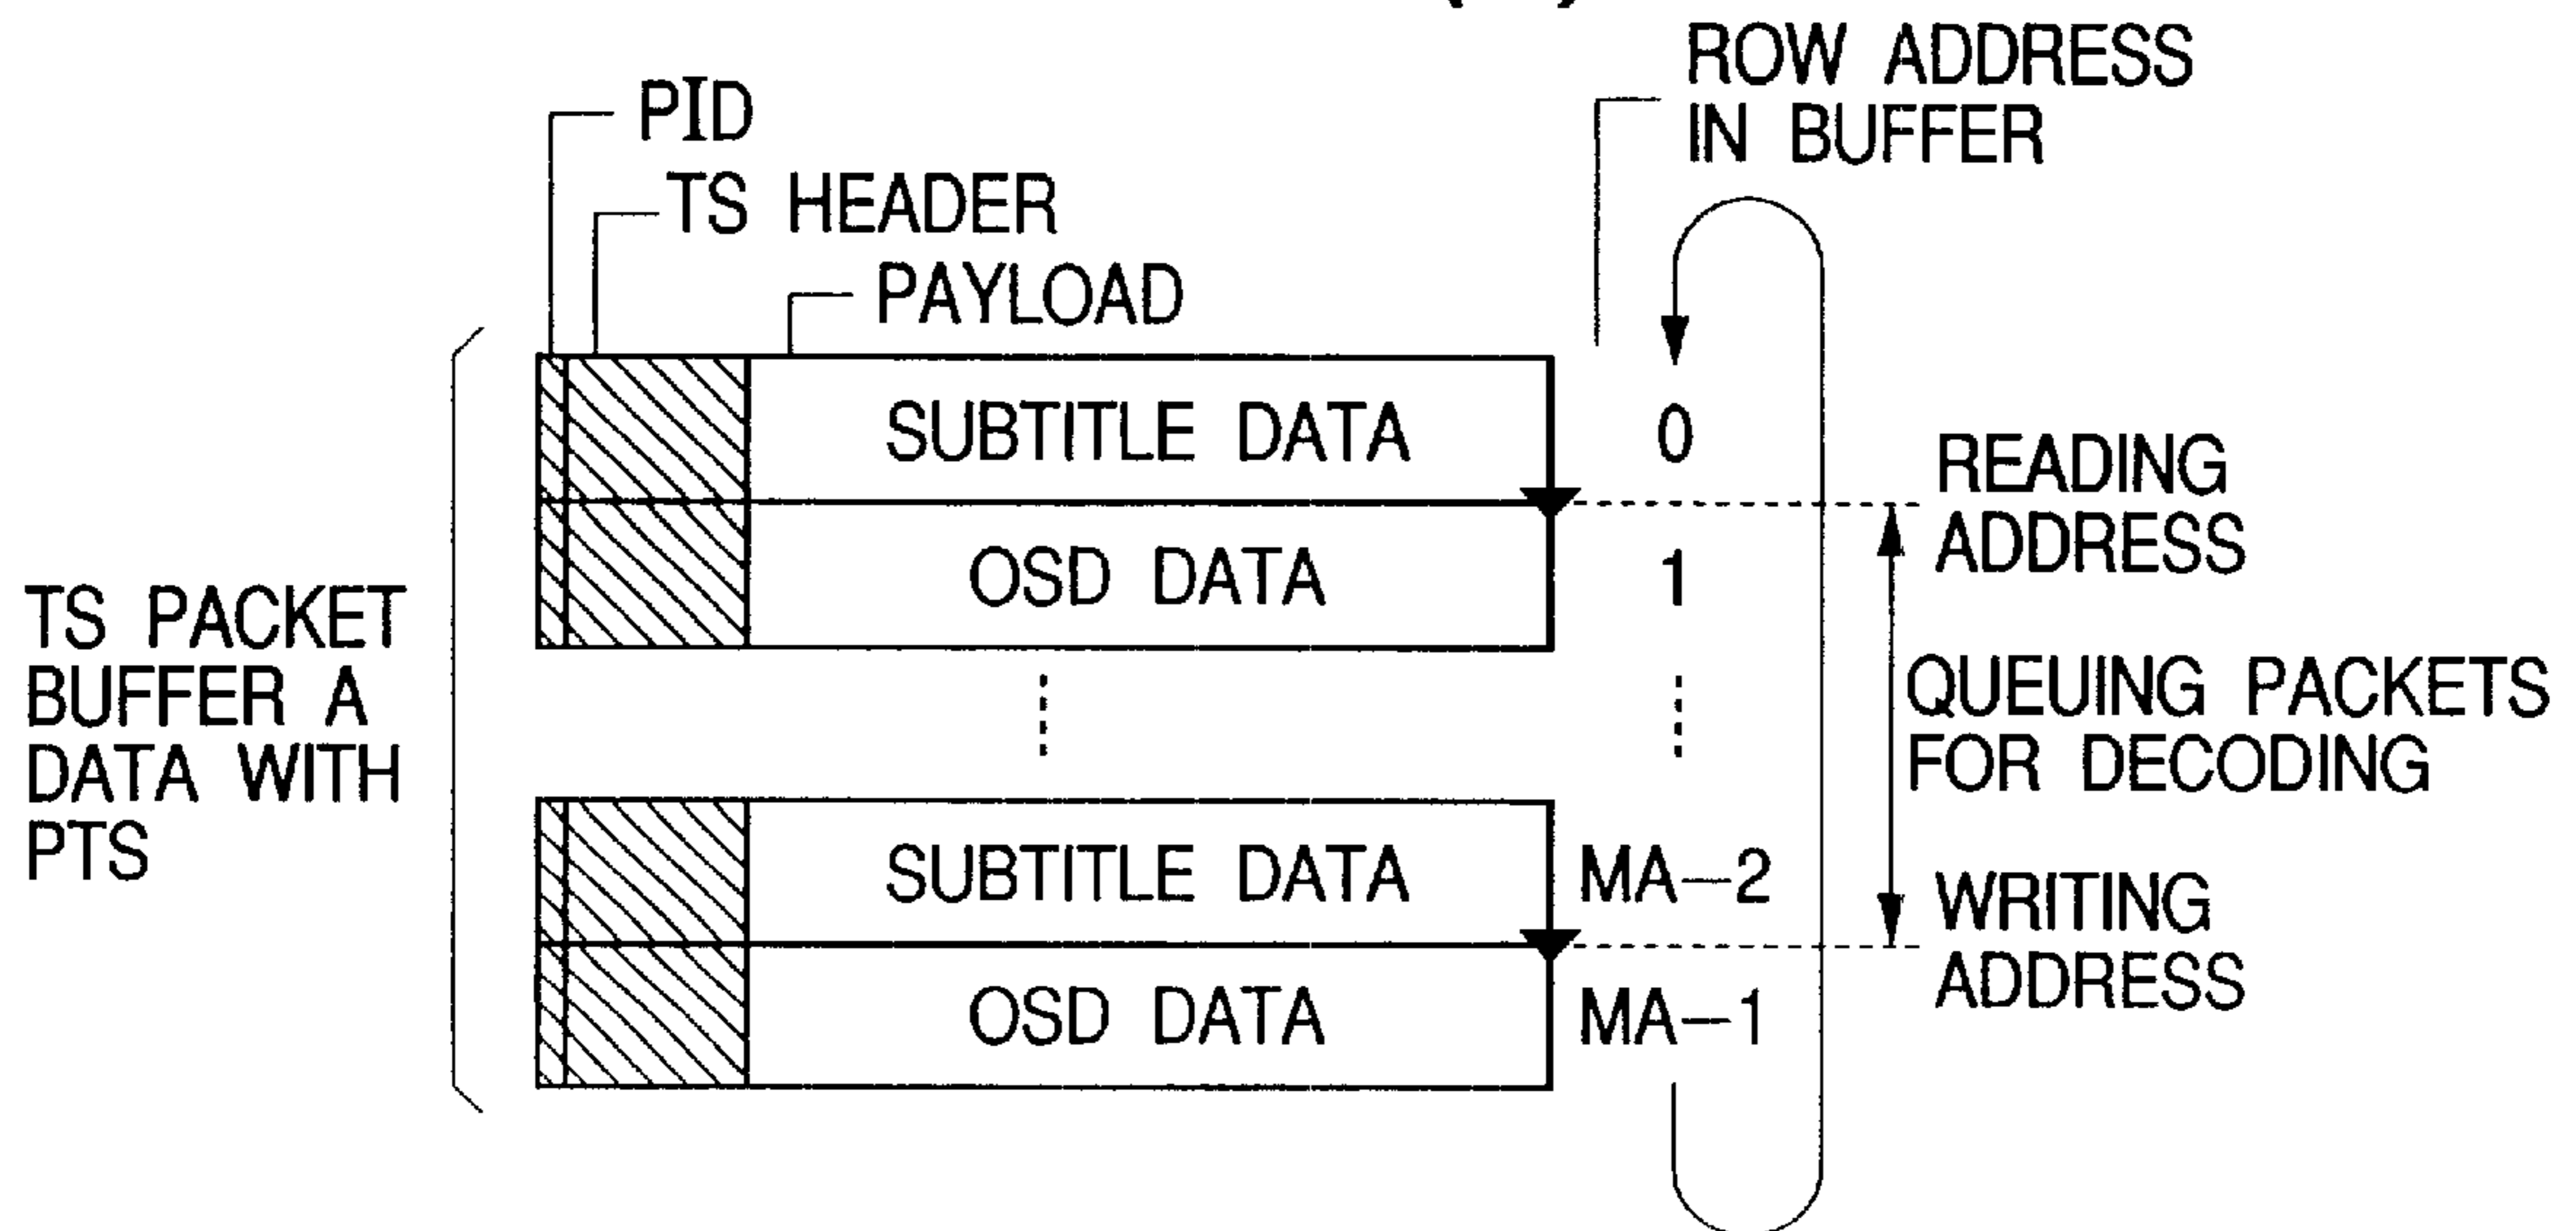 ROW ADDRESS
IN BUFFER
PID
TS HEADER
PAYLOAD
SUBTITLE DATA
0
READING
ADDRESS
OSD DATA
1
TS PACKET
BUFFER A
DATA WITH
PTS
QUEUING PACKETS
FOR DECODING
SUBTITLE DATA
MA-2
WRITING
ADDRESS
OSD DATA
MA-1